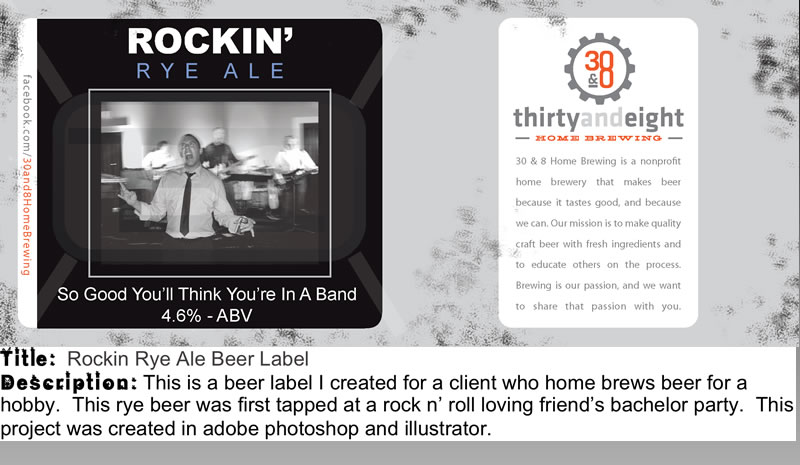 ROCKIN'
RYE ALE
facebook.com/30and8HomeBrewing
So Good You'll Think You're In A Band
4.6% - ABV
30
&
8
thirtyandeight
HOME BREWING
30 & 8 Home Brewing is a nonprofit
home brewery that makes beer
because it tastes good, and because
we can. Our mission is to make quality
craft beer with fresh ingredients and
to educate others on the process.
Brewing is our passion, and we want
to share that passion with you.
Title: Rockin Rye Ale Beer Label
Description: This is a beer label I created for a client who home brews beer for a
hobby. This rye beer was first tapped at a rock n' roll loving friend's bachelor party. This
project was created in adobe photoshop and illustrator.